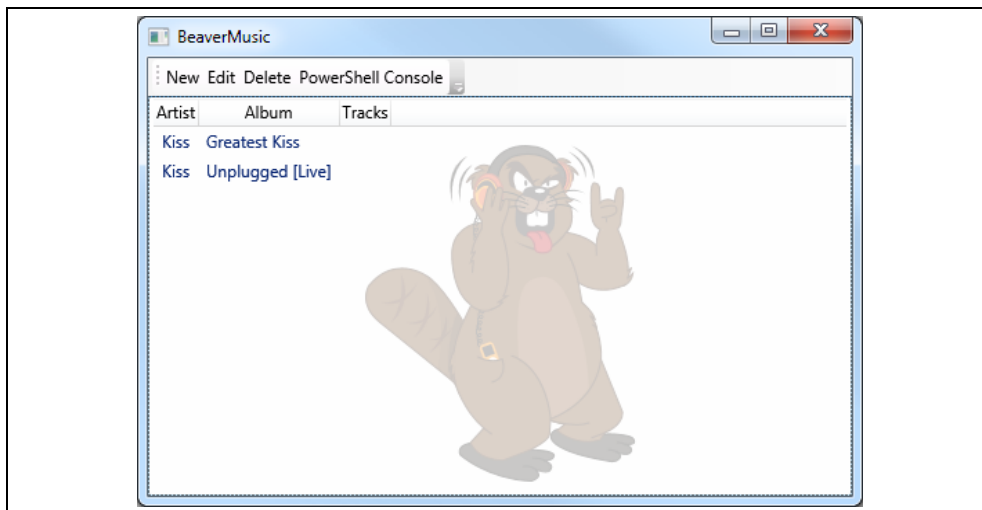 BeaverMusic
New Edit Delete PowerShell Console
Artist Album Tracks
Kiss Greatest Kiss
Kiss Unplugged [Live]